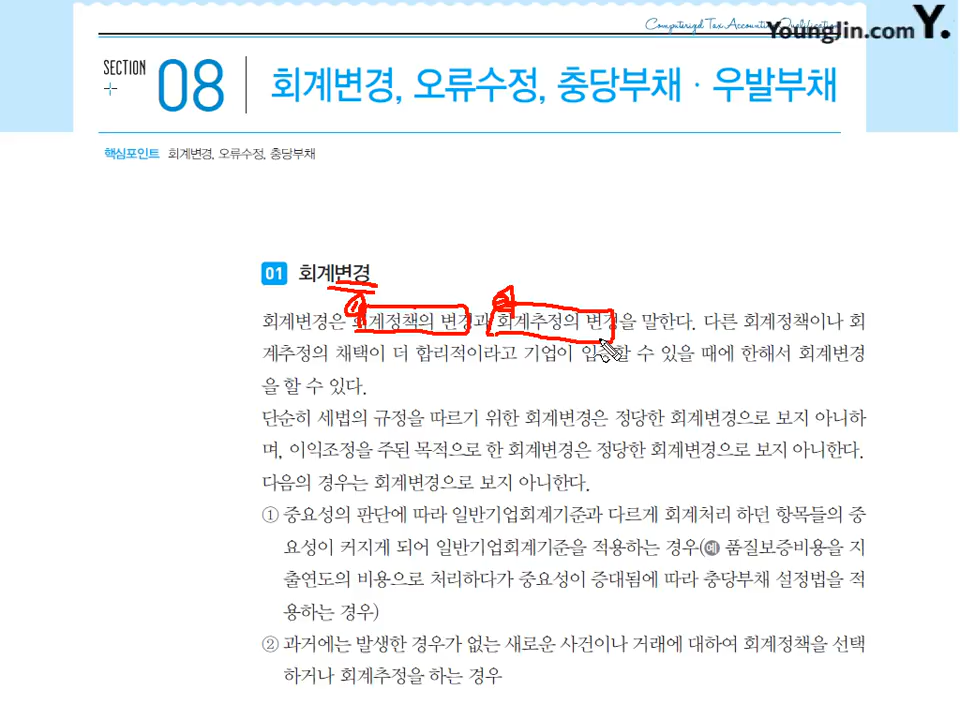 Computerized Tax Accounting Qualification
YoungJin.com Y.
SECTION 08 회계변경, 오류수정, 충당부채 · 우발부채
핵심포인트 회계변경, 오류수정, 충당부채
01 회계변경
회계변경은 회계정책의 변경과 회계추정의 변경을 말한다. 다른 회계정책이나 회
계추정의 채택이 더 합리적이라고 기업이 입증할 수 있을 때에 한해서 회계변경
을 할 수 있다.
단순히 세법의 규정을 따르기 위한 회계변경은 정당한 회계변경으로 보지 아니하
며, 이익조정을 주된 목적으로 한 회계변경은 정당한 회계변경으로 보지 아니한다.
다음의 경우는 회계변경으로 보지 아니한다.
① 중요성의 판단에 따라 일반기업회계기준과 다르게 회계처리 하던 항목들의 중
요성이 커지게 되어 일반기업회계기준을 적용하는 경우(예 품질보증비용을 지
출연도의 비용으로 처리하다가 중요성이 증대됨에 따라 충당부채 설정법을 적
용하는 경우)
② 과거에는 발생한 경우가 없는 새로운 사건이나 거래에 대하여 회계정책을 선택
하거나 회계추정을 하는 경우